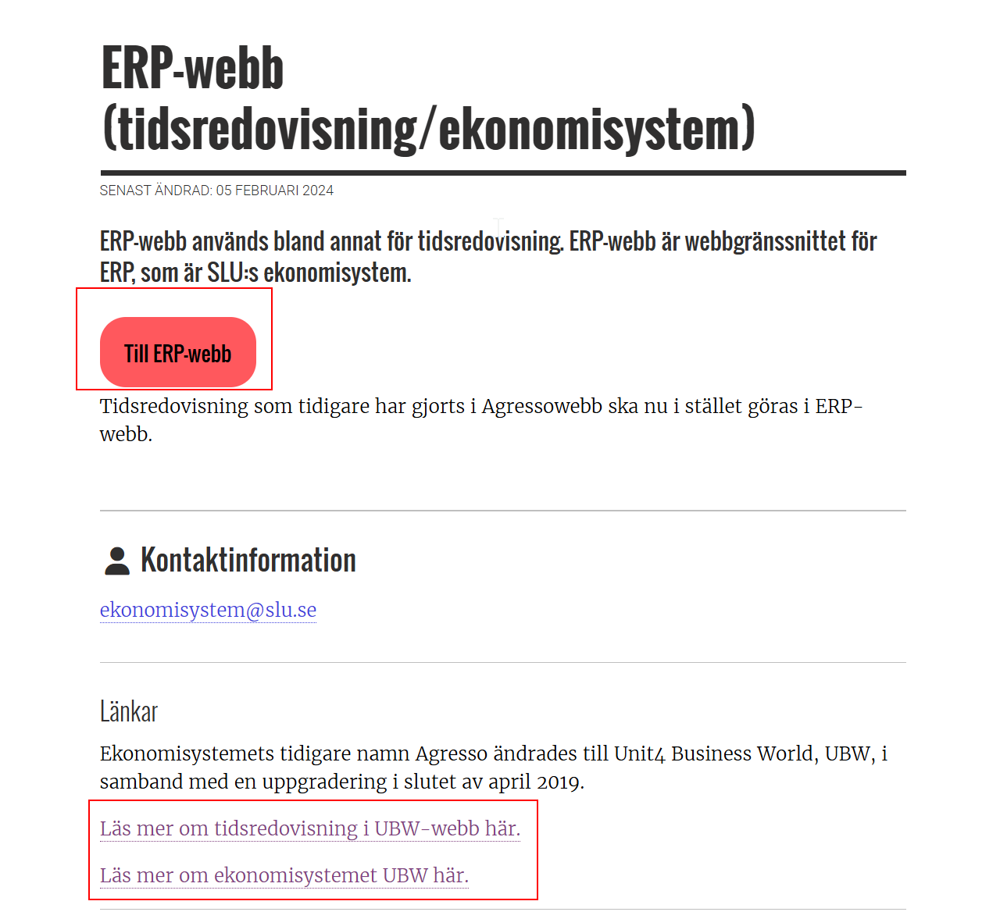 ERP-webb
(tidsredovisning/ekonomisystem)
SENAST ÄNDRAD: 05 FEBRUARI 2024
ERP-webb används bland annat för tidsredovisning. ERP-webb är webbgränssnittet för
ERP, som är SLU:s ekonomisystem.
Till ERP-webb
Tidsredovisning som tidigare har gjorts i Agressowebb ska nu i stället göras i ERP-
webb.
Kontaktinformation
ekonomisystem@slu.se
Länkar
Ekonomisystemets tidigare namn Agresso ändrades till Unit4 Business World, UBW, i
samband med en uppgradering i slutet av april 2019.
Läs mer om tidsredovisning i UBW-webb här.
Läs mer om ekonomisystemet UBW här.